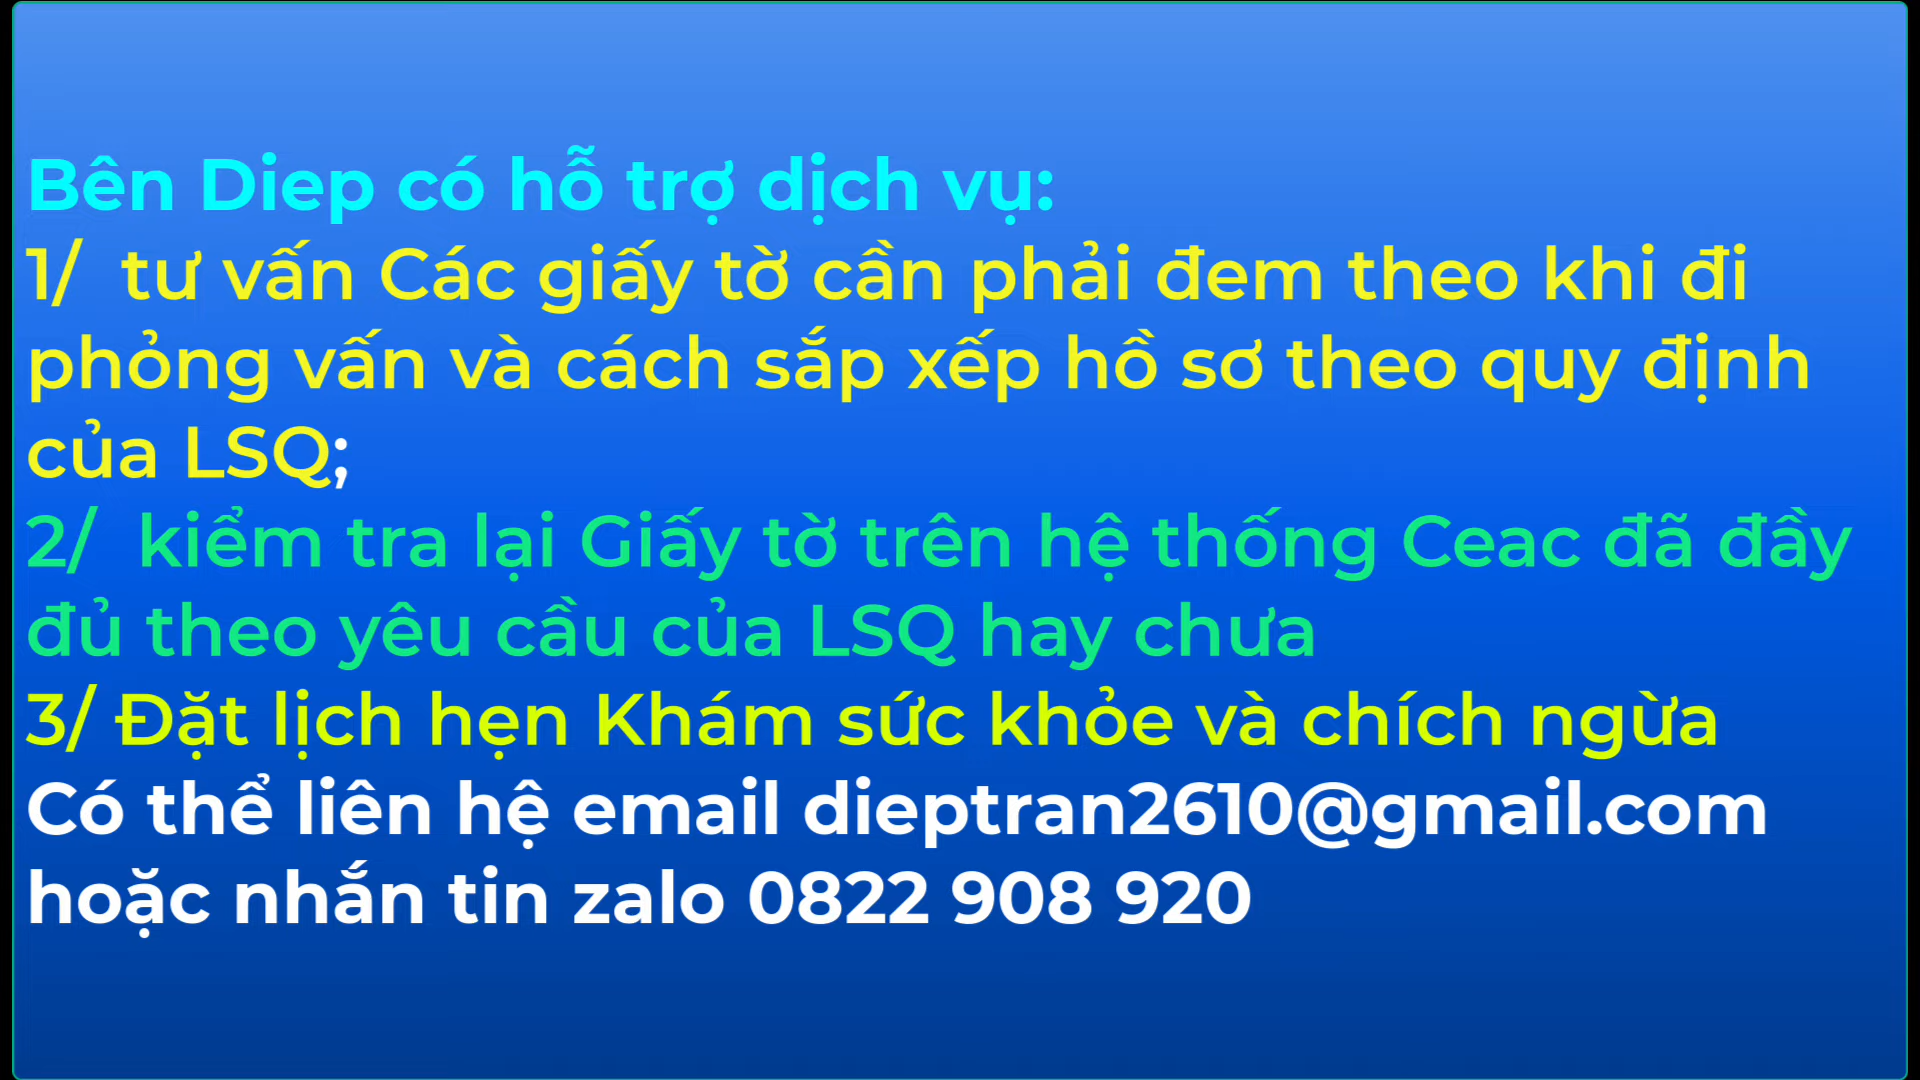 Bên Diep có hỗ trợ dịch vụ:
1/  tư vấn Các giấy tờ cần phải đem theo khi đi
phỏng vấn và cách sắp xếp hồ sơ theo quy định
của LSQ;
2/  kiểm tra lại Giấy tờ trên hệ thống Ceac đã đầy
đủ theo yêu cầu của LSQ hay chưa
3/ Đặt lịch hẹn Khám sức khỏe và chích ngừa
Có thể liên hệ email dieptran2610@gmail.com
hoặc nhắn tin zalo 0822 908 920